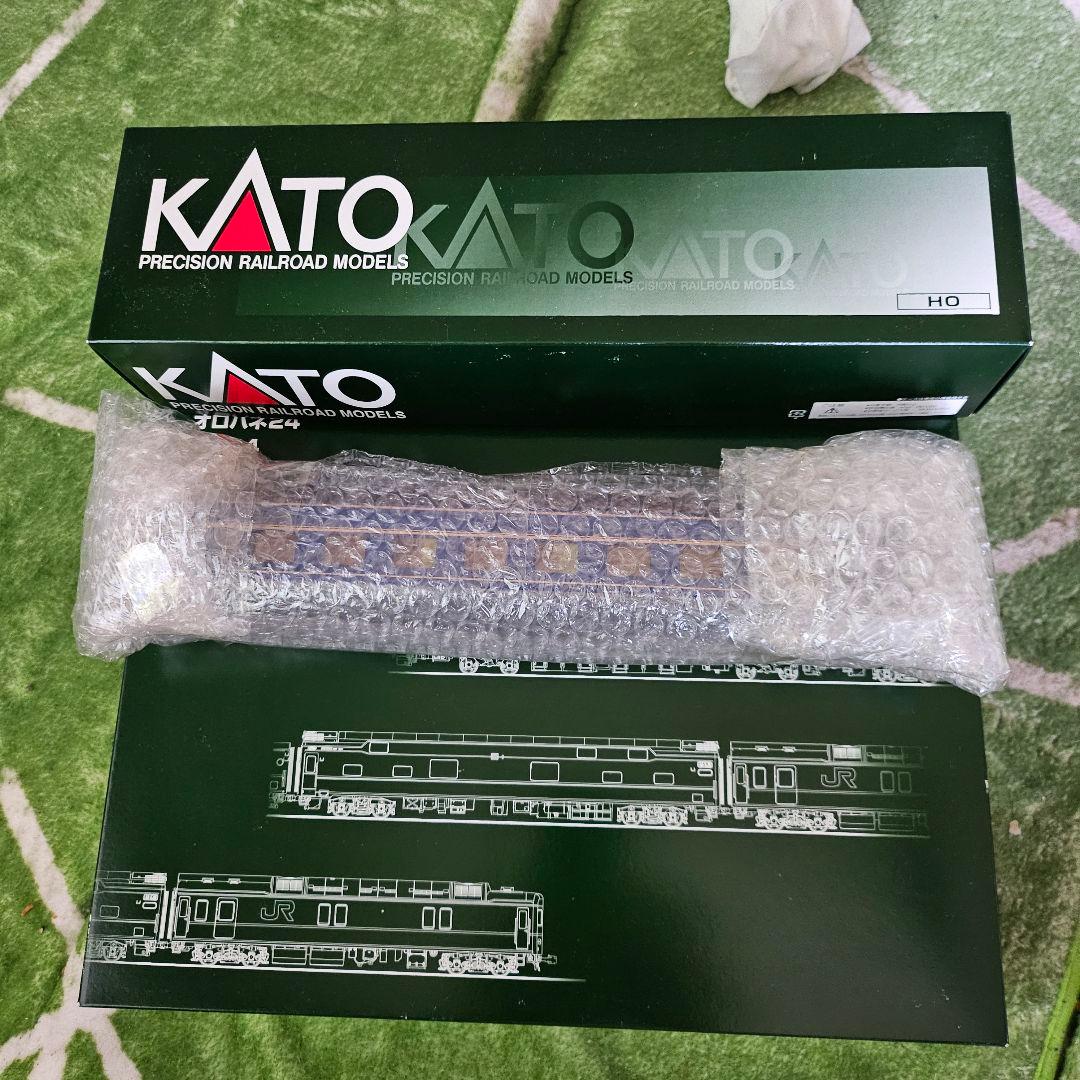 KATO
PRECISION RAILROAD MODELS
KATO
PRECISION RAILROAD MODELS
KATO
PRECISION RAILROAD MODELS
KA
HO
KATO
PRECISION RAILROAD MODELS
オロハネ24
JR
JR